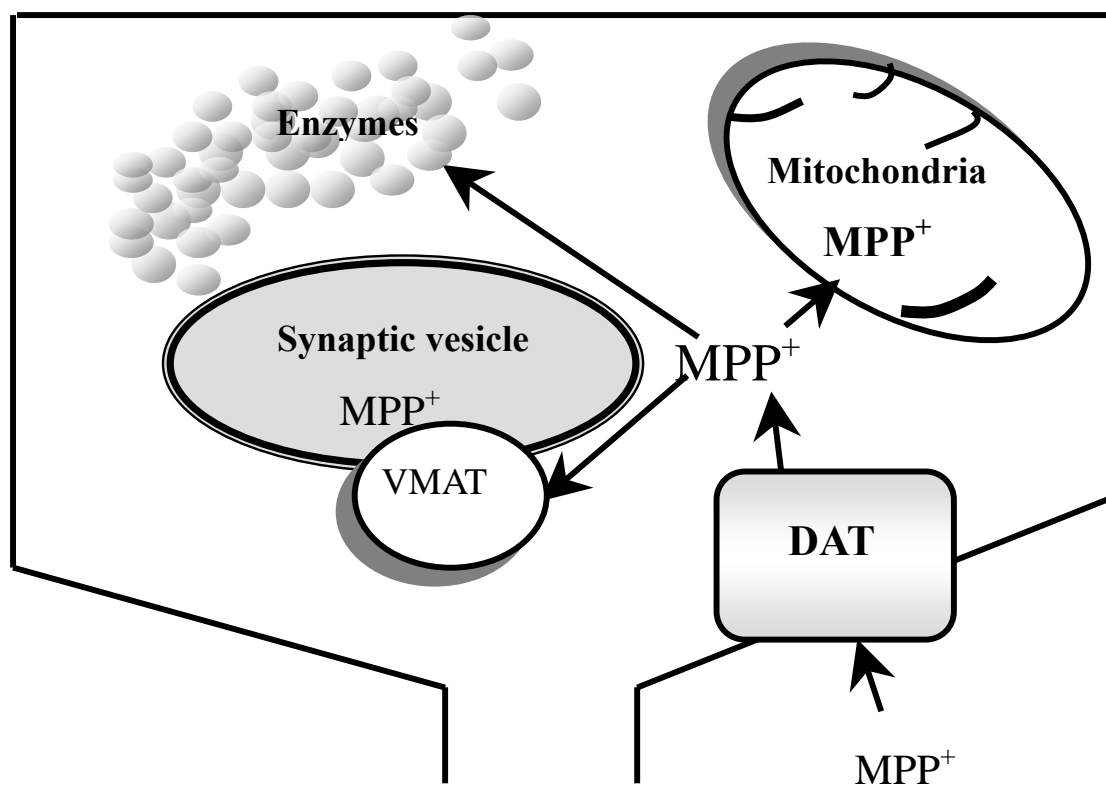 Enzymes
Mitochondria
MPP⁺
Synaptic vesicle
MPP⁺
MPP⁺
VMAT
DAT
MPP⁺